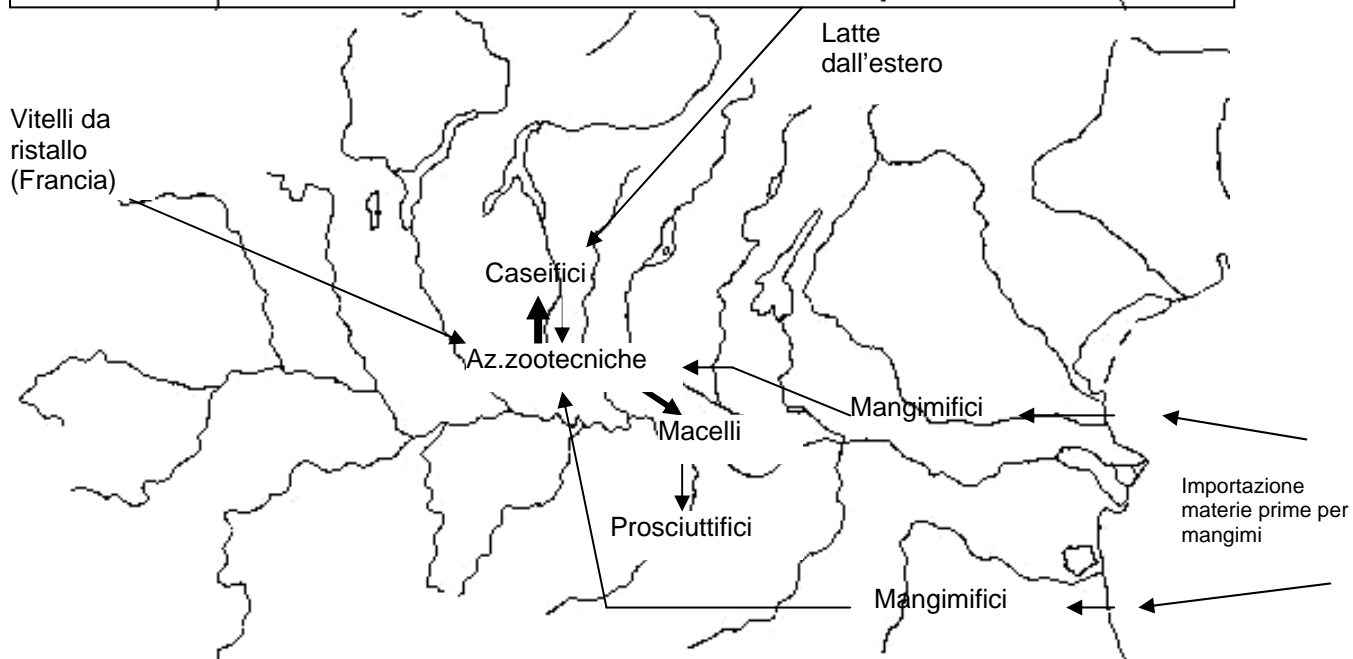 Latte
dall'estero
Vitelli da
ristallo
(Francia)
Caseifici
Az.zootecniche
Mangimifici
Macelli
Importazione
materie prime per
mangimi
Prosciuttifici
Mangimifici